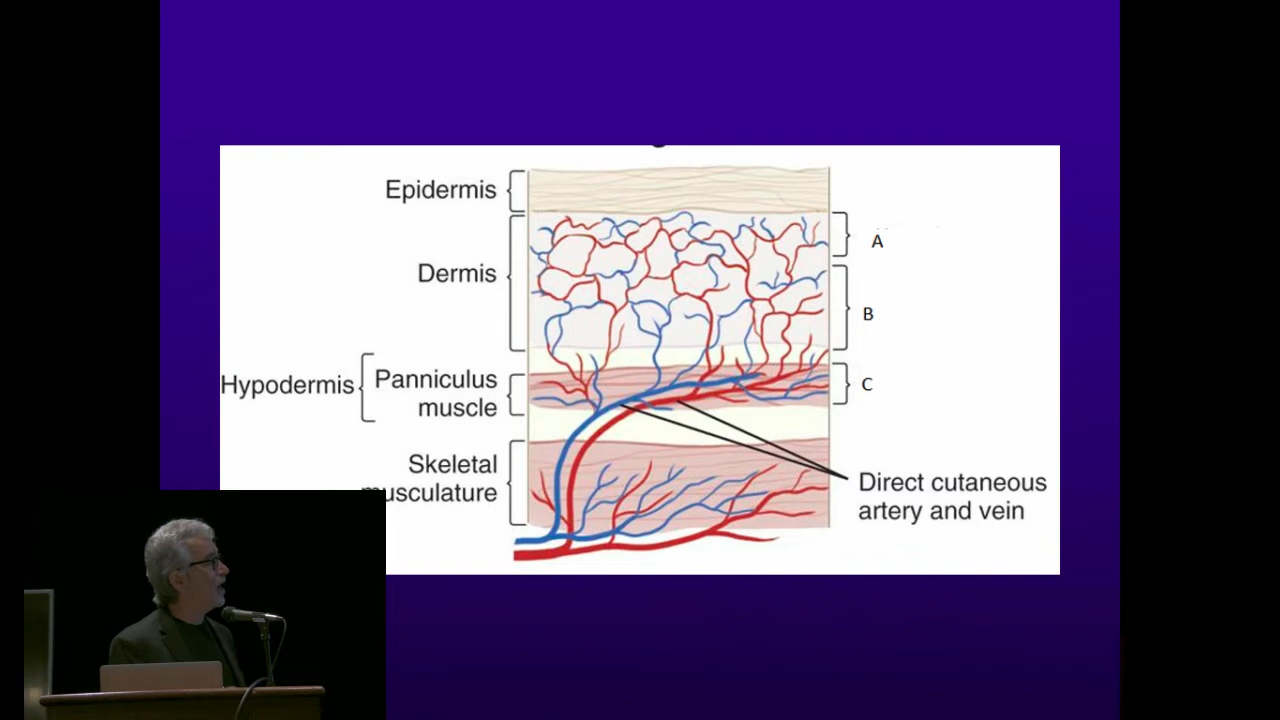 Epidermis
A
Dermis
B
Hypodermis
Panniculus
muscle
C
Skeletal
musculature
Direct cutaneous
artery and vein